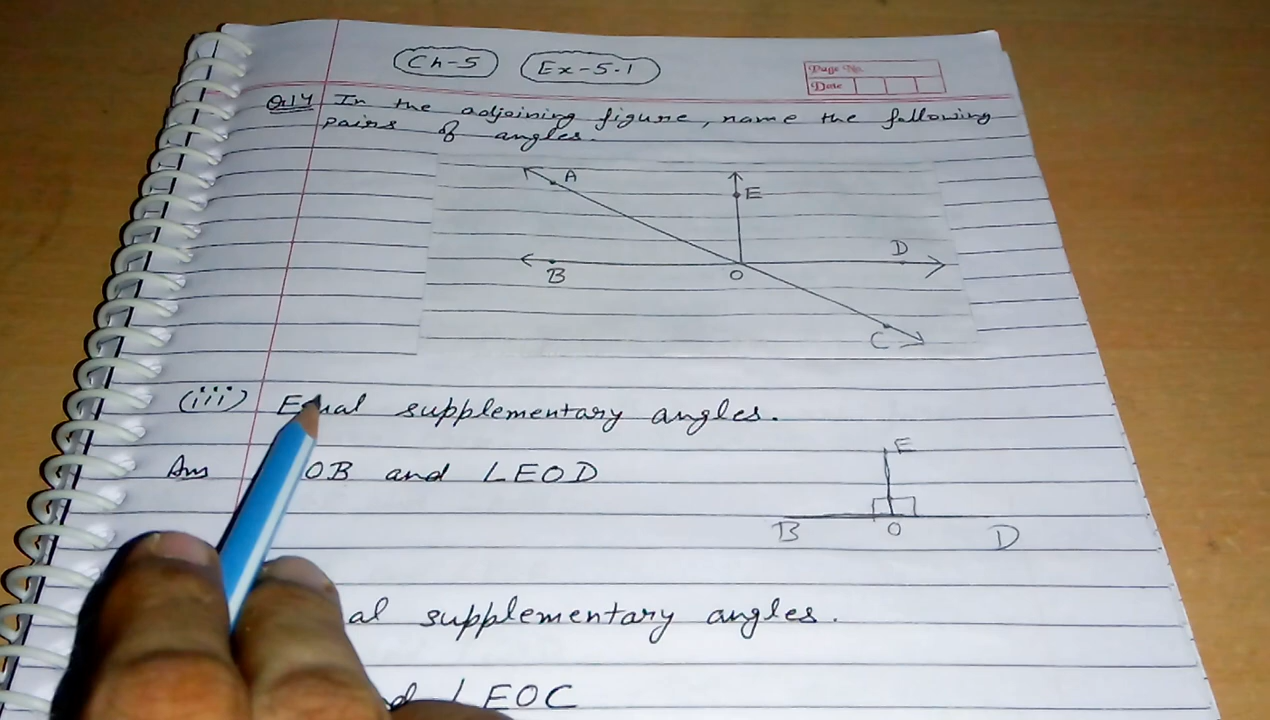 Ch-5 Ex-5.1
Page No.
Date
Q.14 In the adjoining figure, name the following
pairs of angles.
A
E
D
B
O
C
(iii) Equal supplementary angles.
E
Ans OB and ∠EOD
B O D
al supplementary angles.
nd ∠EOC